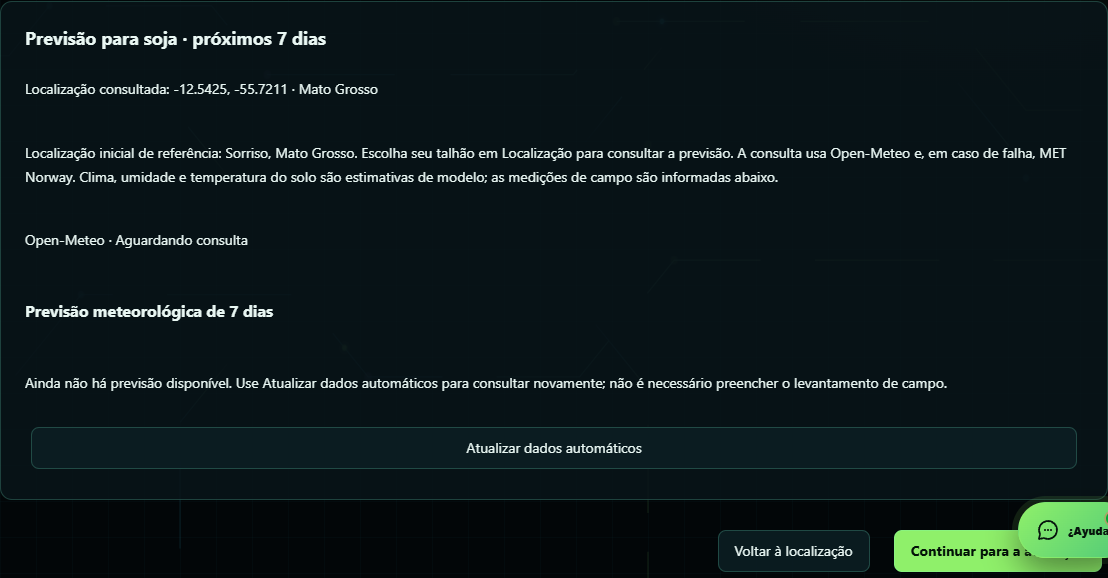 Previsão para soja · próximos 7 dias
Localização consultada: -12.5425, -55.7211 · Mato Grosso
Localização inicial de referência: Sorriso, Mato Grosso. Escolha seu talhão em Localização para consultar a previsão. A consulta usa Open-Meteo e, em caso de falha, MET
Norway. Clima, umidade e temperatura do solo são estimativas de modelo; as medições de campo são informadas abaixo.
Open-Meteo · Aguardando consulta
Previsão meteorológica de 7 dias
Ainda não há previsão disponível. Use Atualizar dados automáticos para consultar novamente; não é necessário preencher o levantamento de campo.
Atualizar dados automáticos
Voltar à localização
Continuar para a
¿Ayuda